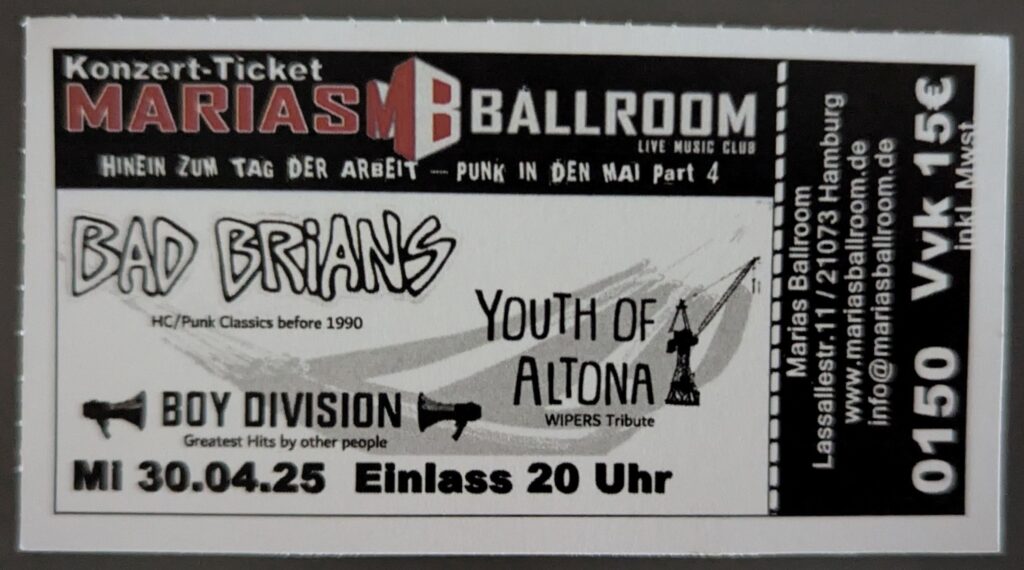 Konzert-Ticket
MARIAS MB BALLROOM
LIVE MUSIC CLUB
HINEIN ZUM TAG DER ARBEIT - PUNK IN DEN MAI Part 4
BAD BRiANS
HC/Punk Classics before 1990
YOUTH OF
ALTONA
WIPERS Tribute
BOY DIVISION
Greatest Hits by other people
Mi 30.04.25 Einlass 20 Uhr
Marias Ballroom
Lassallestr.11 / 21073 Hamburg
www.mariasballroom.de
info@mariasballroom.de
0150 Vvk 15€
inkl. Mwst